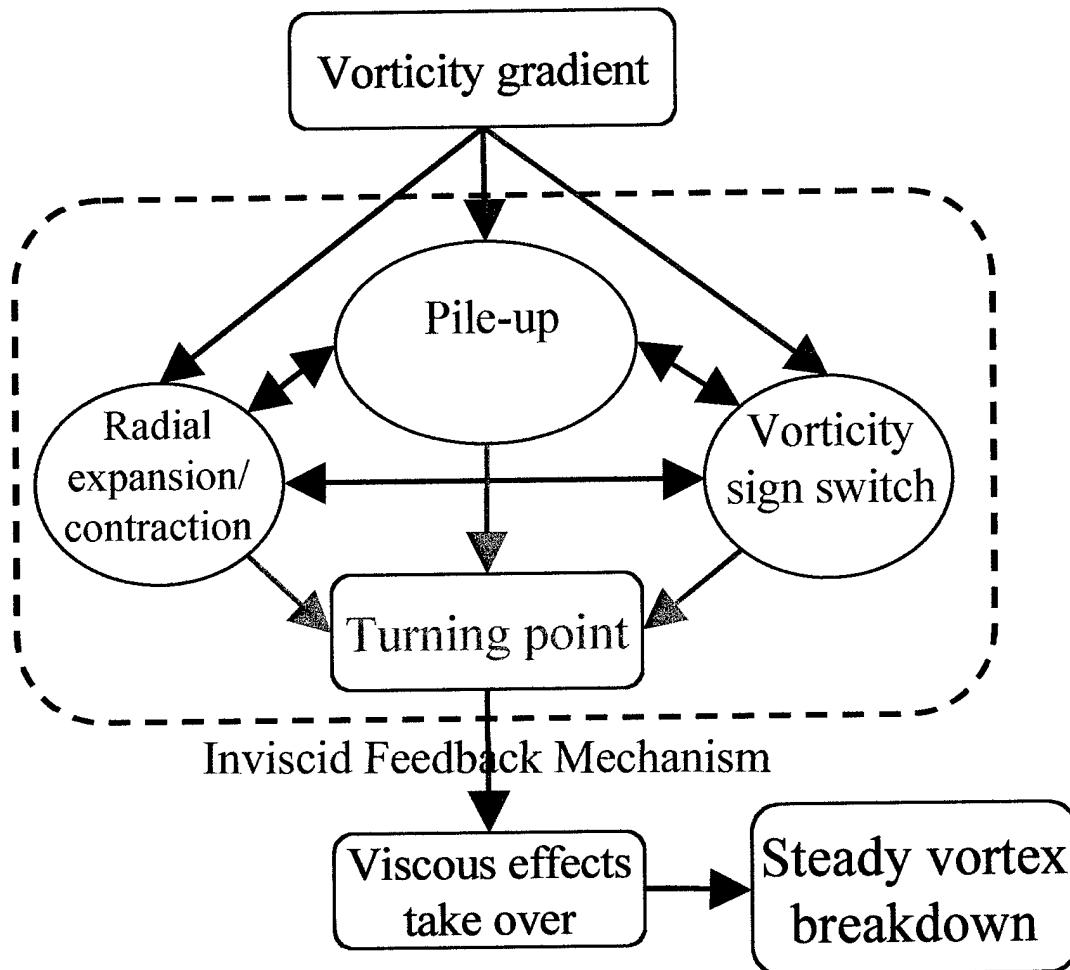 Vorticity gradient
Pile-up
Radial
expansion/
contraction
Vorticity
sign switch
Turning point
Inviscid Feedback Mechanism
Viscous effects
take over
Steady vortex
breakdown